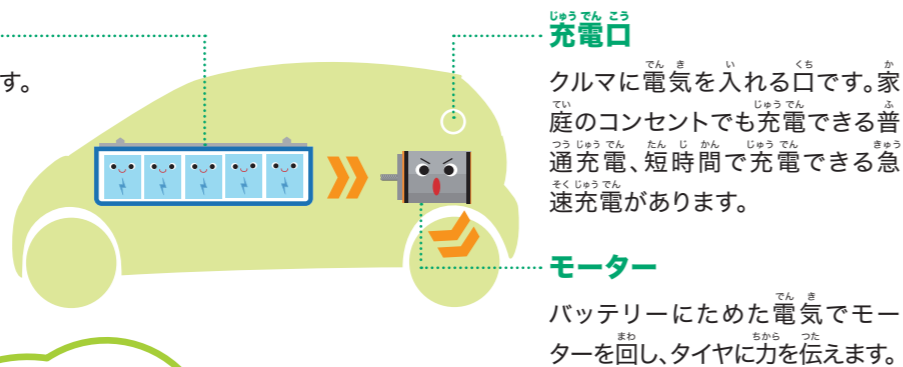 す。
充電口
クルマに電気を入れる口です。家
庭のコンセントでも充電できる普
通充電、短時間で充電できる急
速充電があります。
モーター
バッテリーにためた電気でモー
ターを回し、タイヤに力を伝えます。